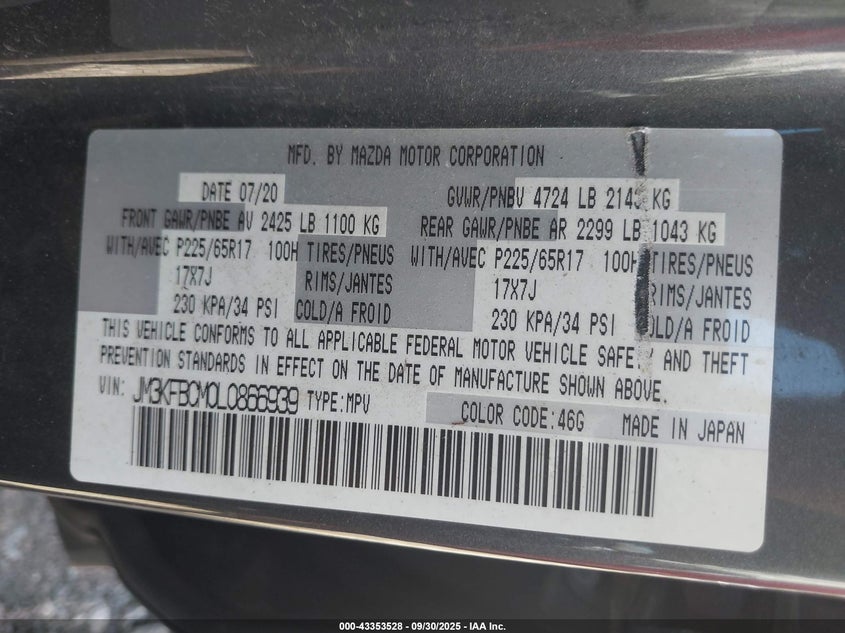 MFD. BY MAZDA MOTOR CORPORATION
DATE 07/20 GVWR/PNBV 4724 LB 2143 KG
FRONT GAWR/PNBE AV 2425 LB 1100 KG REAR GAWR/PNBE AR 2299 LB 1043 KG
WITH/AVEC P225/65R17 100H TIRES/PNEUS WITH/AVEC P225/65R17 100H TIRES/PNEUS
17X7J RIMS/JANTES 17X7J RIMS/JANTES
230 KPA/34 PSI COLD/A FROID 230 KPA/34 PSI COLD/A FROID
THIS VEHICLE CONFORMS TO ALL APPLICABLE FEDERAL MOTOR VEHICLE SAFETY AND THEFT
PREVENTION STANDARDS IN EFFECT ON THE DATE OF MANUFACTURE SHOWN ABOVE.
VIN: JM3KFBCM0L0866939 TYPE:MPV COLOR CODE:46G MADE IN JAPAN
000-43353528 - 09/30/2025 - IAA Inc.